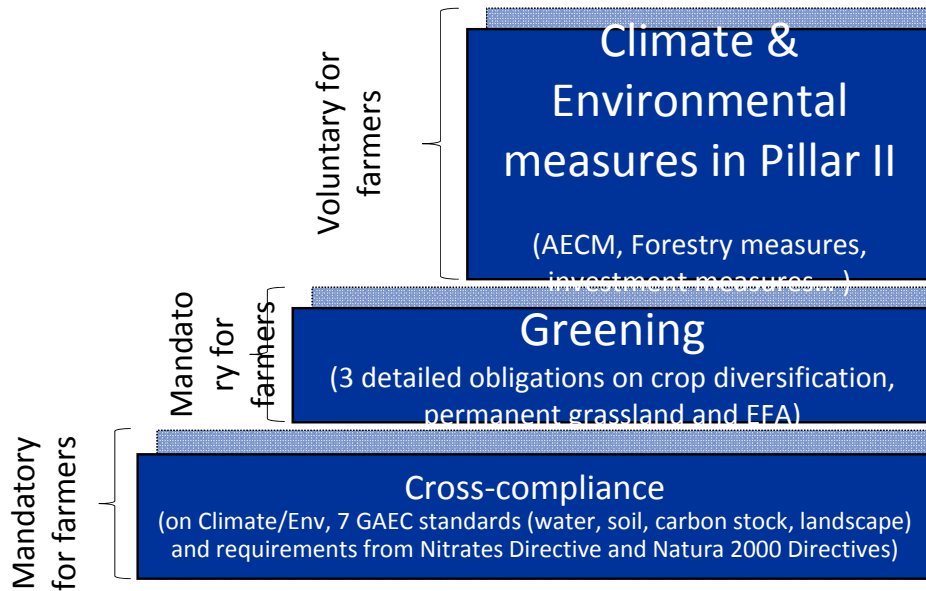 Voluntary for
farmers
Climate &
Environmental
measures in Pillar II
(AECM, Forestry measures,
investment measures... )
Mandato
ry for
farmers
Greening
(3 detailed obligations on crop diversification,
permanent grassland and EFA)
Mandatory
for farmers
Cross-compliance
(on Climate/Env, 7 GAEC standards (water, soil, carbon stock, landscape)
and requirements from Nitrates Directive and Natura 2000 Directives)